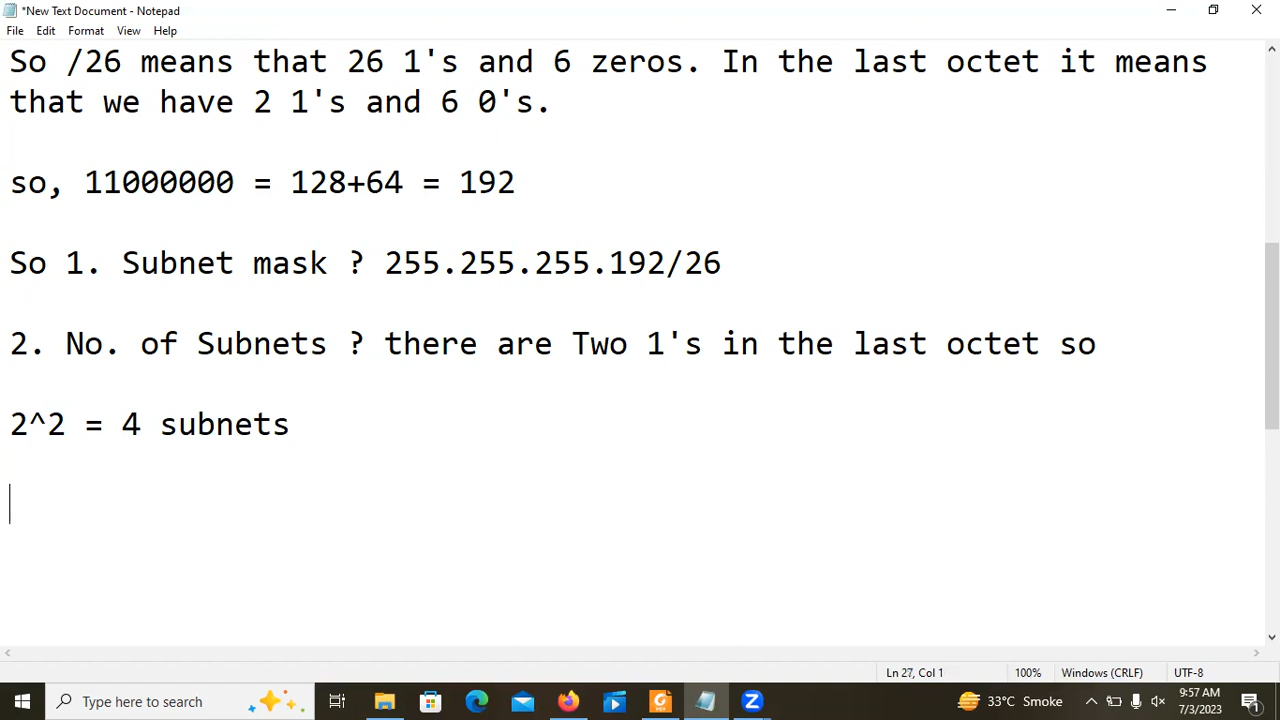 *New Text Document - Notepad
File Edit Format View Help
So /26 means that 26 1's and 6 zeros. In the last octet it means
that we have 2 1's and 6 0's.
so, 11000000 = 128+64 = 192
So 1. Subnet mask ? 255.255.255.192/26
2. No. of Subnets ? there are Two 1's in the last octet so
2^2 = 4 subnets
Ln 27, Col 1 100% Windows (CRLF) UTF-8
Type here to search 33°C Smoke 9:57 AM
7/3/2023 1